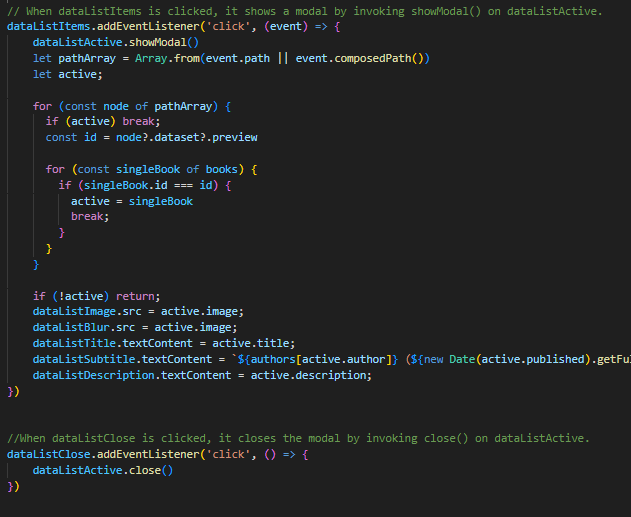 // When dataListItems is clicked, it shows a modal by invoking showModal() on dataListActive.
dataListItems.addEventListener('click', (event) => {
dataListActive.showModal()
let pathArray = Array.from(event.path || event.composedPath())
let active;
for (const node of pathArray) {
if (active) break;
const id = node?.dataset?.preview
for (const singleBook of books) {
if (singleBook.id === id) {
active = singleBook
break;
}
}
}
if (!active) return;
dataListImage.src = active.image;
dataListBlur.src = active.image;
dataListTitle.textContent = active.title;
dataListSubtitle.textContent = `${authors[active.author]} (${new Date(active.published).getFul
dataListDescription.textContent = active.description;
})
//When dataListClose is clicked, it closes the modal by invoking close() on dataListActive.
dataListClose.addEventListener('click', () => {
dataListActive.close()
})